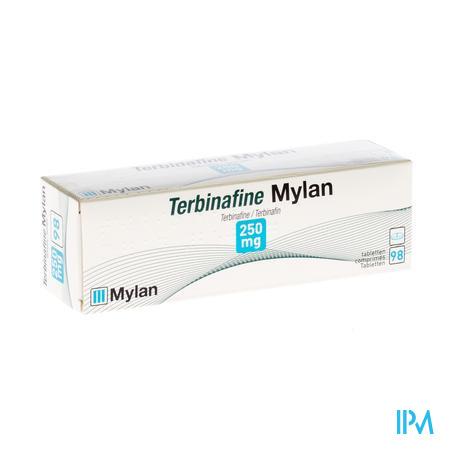 Terbinafine Mylan
Terbinafine Mylan
Terbinafine / Terbinafin
250
mg
tabletten
comprimés
Tabletten
98
Mylan
250
mg
98
IPM